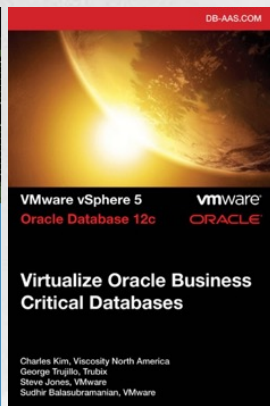 DB-AAS.COM
VMware vSphere 5
vmware®
Oracle Database 12c
ORACLE®
Virtualize Oracle Business
Critical Databases
Charles Kim, Viscosity North America
George Trujillo, Trubix
Steve Jones, VMware
Sudhir Balasubramanian, VMware